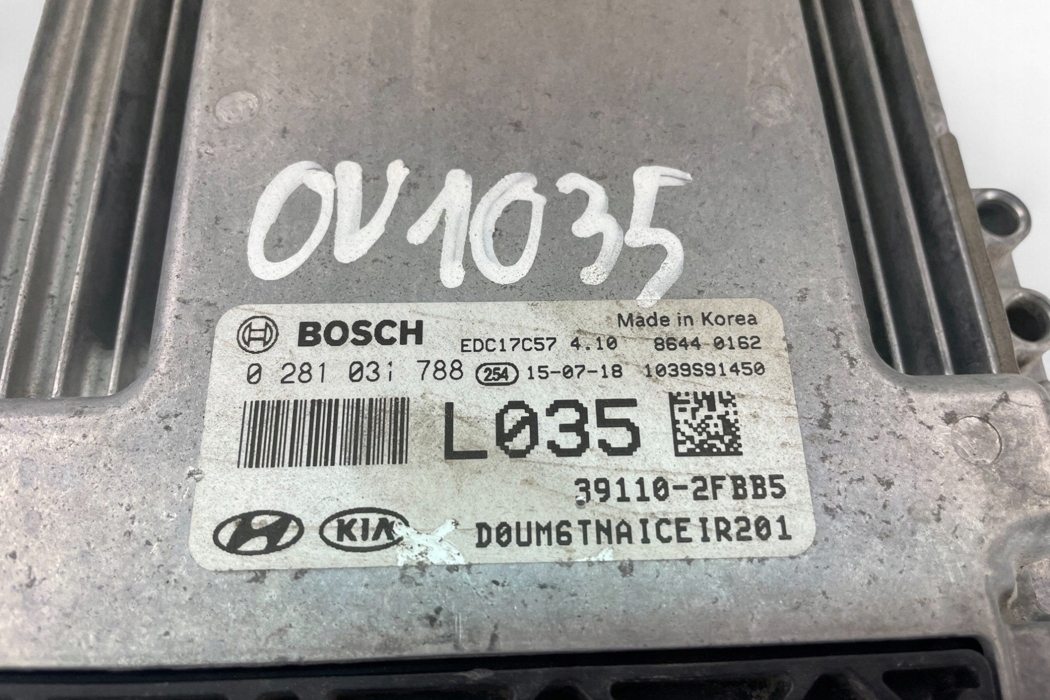 OV1035
BOSCH
Made in Korea
EDC17C57 4.10 8644 0162
0 281 031 788 254 15-07-18 1039S91450
L035
39110-2FBB5
KIA D0UM6TNAICEIR201